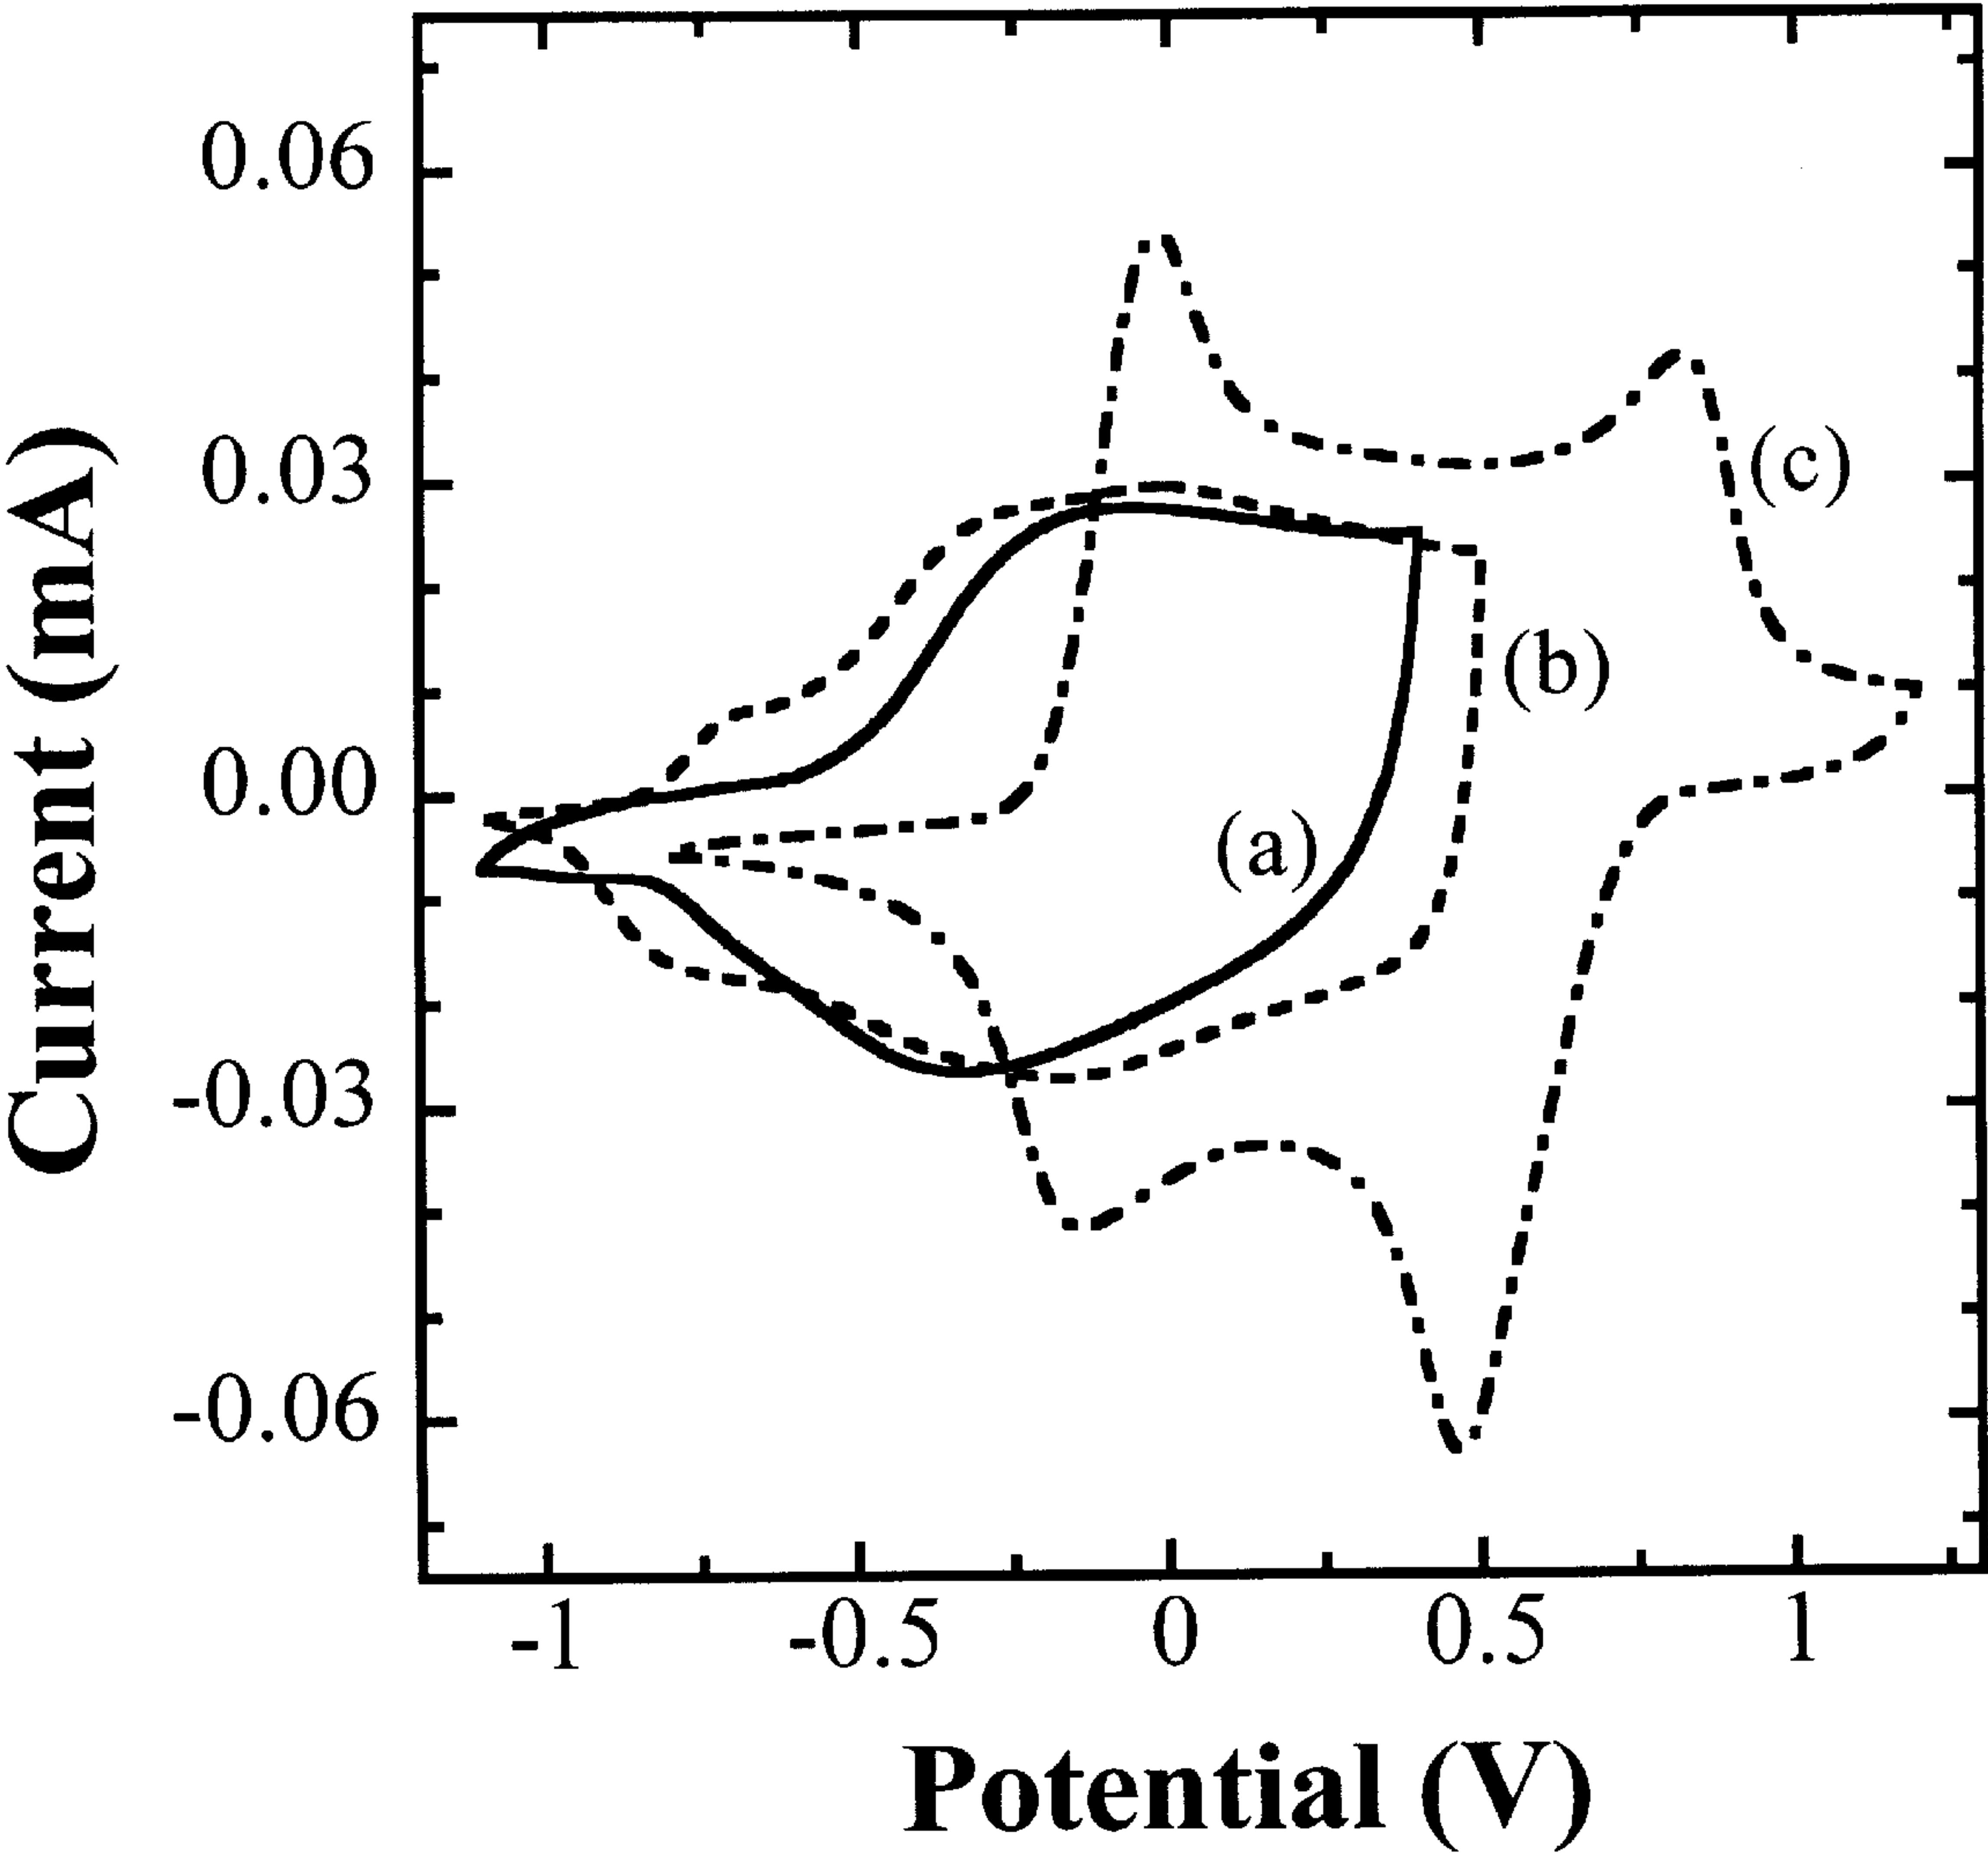 Current (mA)
0.06
0.03
0.00
-0.03
-0.06
(c)
(b)
(a)
-1 -0.5 0 0.5 1
Potential (V)